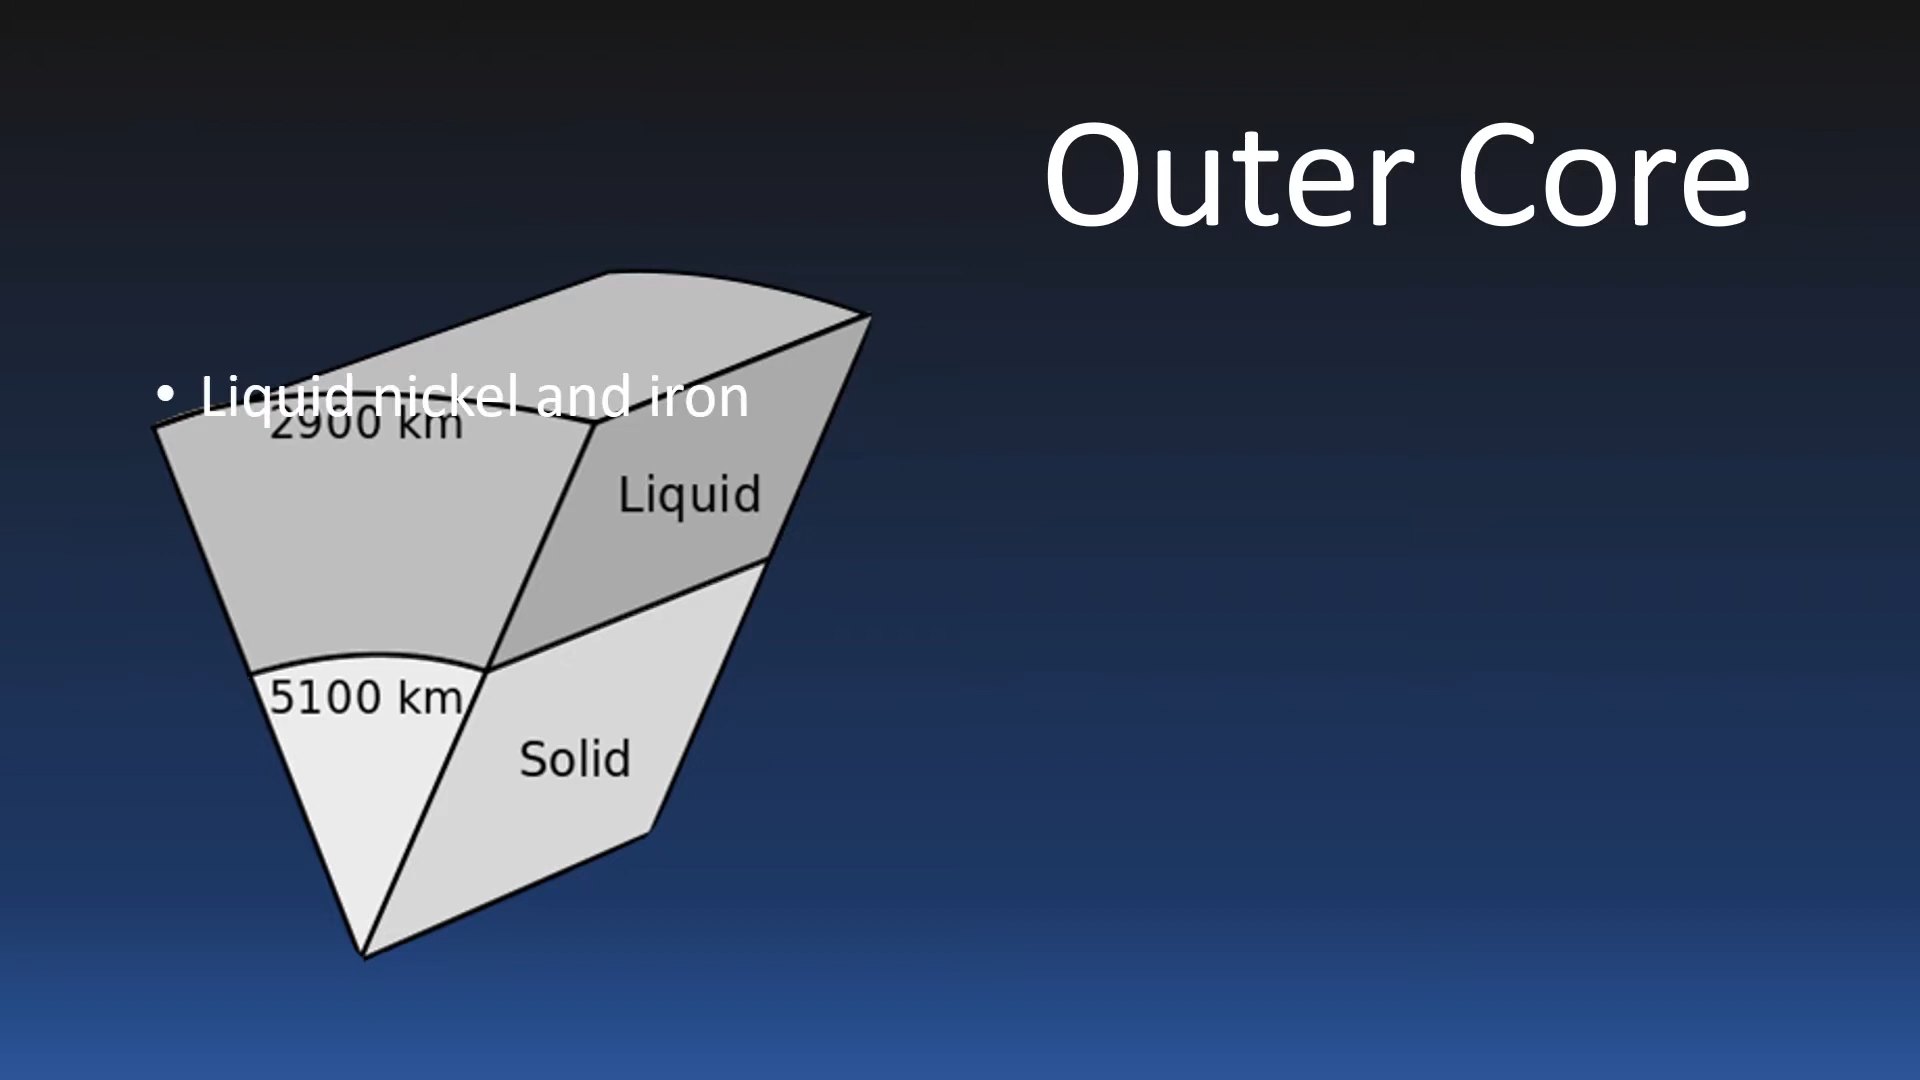 Outer Core
• Liquid nickel and iron
2900 km
Liquid
5100 km
Solid